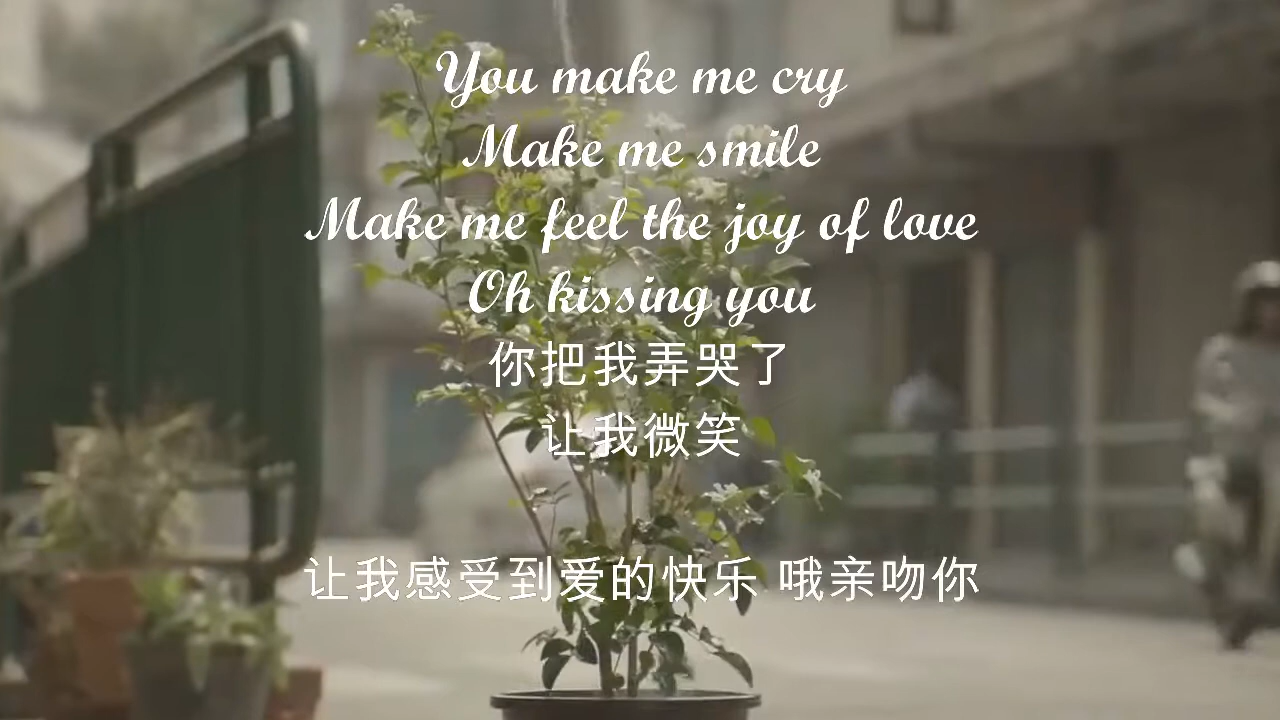 You make me cry
Make me smile
Make me feel the joy of love
Oh kissing you
你把我弄哭了
让我微笑
让我感受到爱的快乐 哦亲吻你